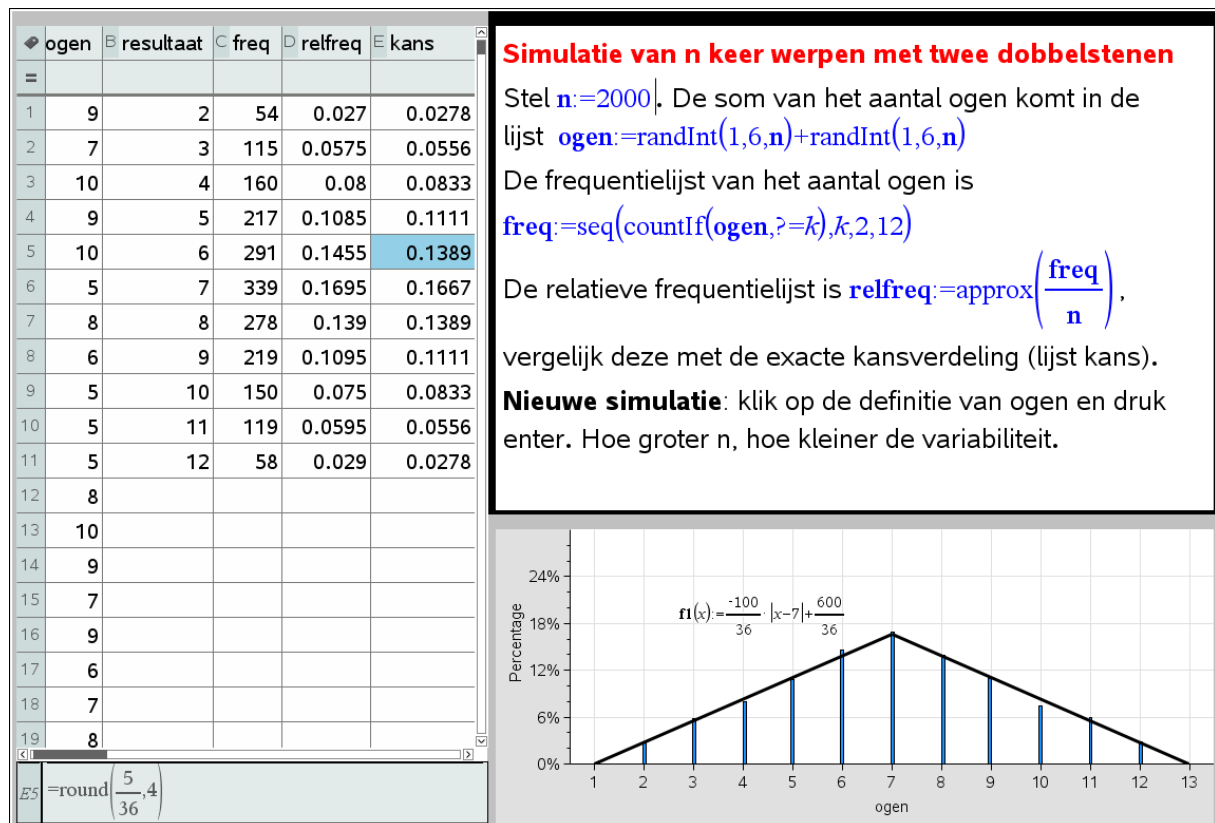 ogen B resultaat C freq D relfreq E kans
=
1 9 2 54 0.027 0.0278
2 7 3 115 0.0575 0.0556
3 10 4 160 0.08 0.0833
4 9 5 217 0.1085 0.1111
5 10 6 291 0.1455 0.1389
6 5 7 339 0.1695 0.1667
7 8 8 278 0.139 0.1389
8 6 9 219 0.1095 0.1111
9 5 10 150 0.075 0.0833
10 5 11 119 0.0595 0.0556
11 5 12 58 0.029 0.0278
12 8
13 10
14 9
15 7
16 9
17 6
18 7
19 8
E5 =round(5/36,4)
Simulatie van n keer werpen met twee dobbelstenen
Stel n:=2000. De som van het aantal ogen komt in de
lijst ogen:=randInt(1,6,n)+randInt(1,6,n)
De frequentielijst van het aantal ogen is
freq:=seq(countIf(ogen,?=k),k,2,12)
De relatieve frequentielijst is relfreq:=approx(freq/n),
vergelijk deze met de exacte kansverdeling (lijst kans).
Nieuwe simulatie: klik op de definitie van ogen en druk
enter. Hoe groter n, hoe kleiner de variabiliteit.
f1(x):=-100/36·|x-7|+600/36
Percentage
24%
18%
12%
6%
0%
1 2 3 4 5 6 7 8 9 10 11 12 13
ogen